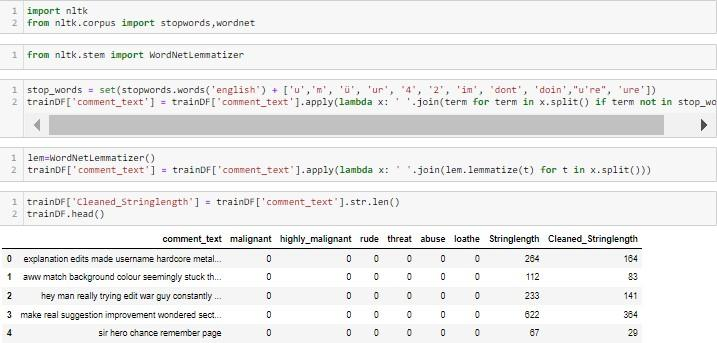 1 import nltk
2 from nltk.corpus import stopwords,wordnet
1 from nltk.stem import WordNetLemmatizer
1 stop_words = set(stopwords.words('english') + ['u','m', 'ü', 'ur', '4', '2', 'im', 'dont', 'doin',"u're", 'ure'])
2 trainDF['comment_text'] = trainDF['comment_text'].apply(lambda x: ' '.join(term for term in x.split() if term not in stop_wo
1 lem=WordNetLemmatizer()
2 trainDF['comment_text'] = trainDF['comment_text'].apply(lambda x: ' '.join(lem.lemmatize(t) for t in x.split()))
1 trainDF['Cleaned_Stringlength'] = trainDF['comment_text'].str.len()
2 trainDF.head()
comment_text malignant highly_malignant rude threat abuse loathe Stringlength Cleaned_Stringlength
0 explanation edits made username hardcore metal... 0 0 0 0 0 0 264 164
1 aww match background colour seemingly stuck th... 0 0 0 0 0 0 112 83
2 hey man really trying edit war guy constantly ... 0 0 0 0 0 0 233 141
3 make real suggestion improvement wondered sect... 0 0 0 0 0 0 622 364
4 sir hero chance remember page 0 0 0 0 0 0 67 29